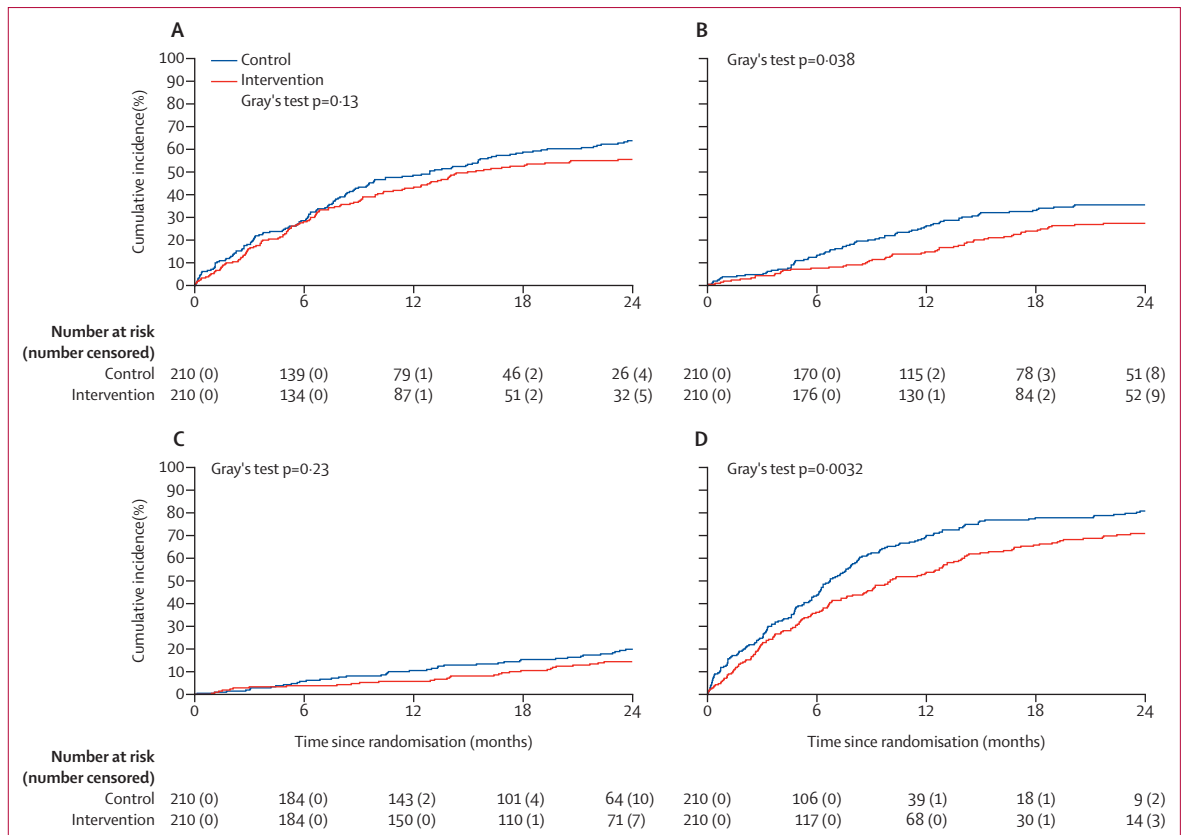 A
100
90
80
70
60
50
40
30
20
10
0
Cumulative incidence (%)
Control
Intervention
Gray's test p=0·13
0 6 12 18 24
B
Gray's test p=0·038
0 6 12 18 24
Number at risk
(number censored)
Control 210 (0) 139 (0) 79 (1) 46 (2) 26 (4) 210 (0) 170 (0) 115 (2) 78 (3) 51 (8)
Intervention 210 (0) 134 (0) 87 (1) 51 (2) 32 (5) 210 (0) 176 (0) 130 (1) 84 (2) 52 (9)
C
Gray's test p=0·23
100
90
80
70
60
50
40
30
20
10
0
Cumulative incidence (%)
0 6 12 18 24
Time since randomisation (months)
D
Gray's test p=0·0032
0 6 12 18 24
Time since randomisation (months)
Number at risk
(number censored)
Control 210 (0) 184 (0) 143 (2) 101 (4) 64 (10) 210 (0) 106 (0) 39 (1) 18 (1) 9 (2)
Intervention 210 (0) 184 (0) 150 (0) 110 (1) 71 (7) 210 (0) 117 (0) 68 (0) 30 (1) 14 (3)